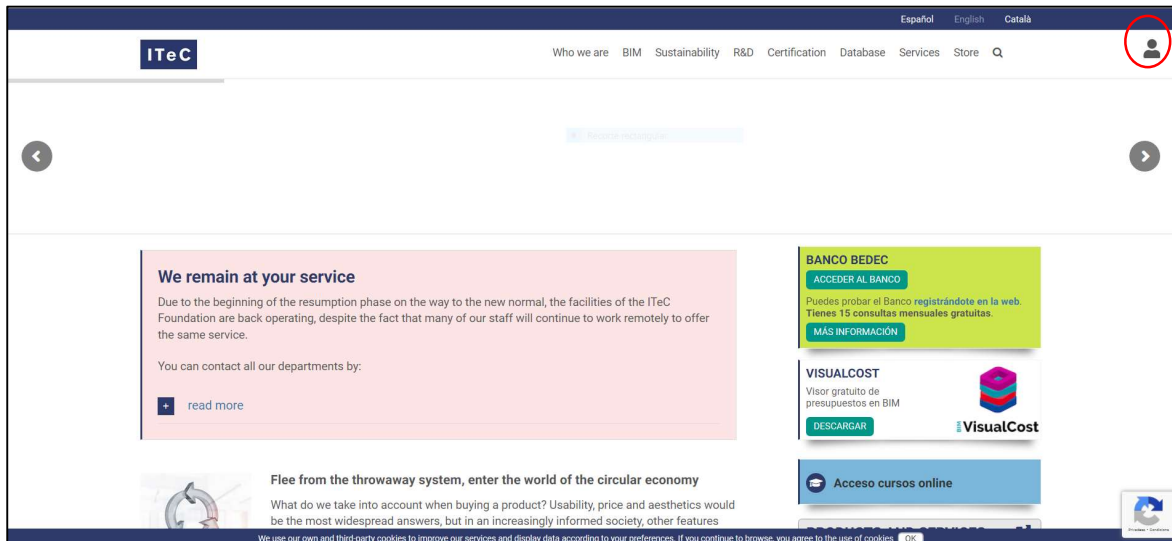 Español English Català
ITeC
Who we are BIM Sustainability R&D Certification Database Services Store
We remain at your service
Due to the beginning of the resumption phase on the way to the new normal, the facilities of the ITeC
Foundation are back operating, despite the fact that many of our staff will continue to work remotely to offer
the same service.
You can contact all our departments by:
+ read more
Flee from the throwaway system, enter the world of the circular economy
What do we take into account when buying a product? Usability, price and aesthetics would
be the most widespread answers, but in an increasingly informed society, other features
BANCO BEDEC
ACCEDER AL BANCO
Puedes probar el Banco registrándote en la web.
Tienes 15 consultas mensuales gratuitas.
MÁS INFORMACIÓN
VISUALCOST
Visor gratuito de
presupuestos en BIM
DESCARGAR
BIM VisualCost
Acceso cursos online
PRODUCTS AND SERVICES
We use our own and third-party cookies to improve our services and display data according to your preferences. If you continue to browse, you agree to the use of cookies OK